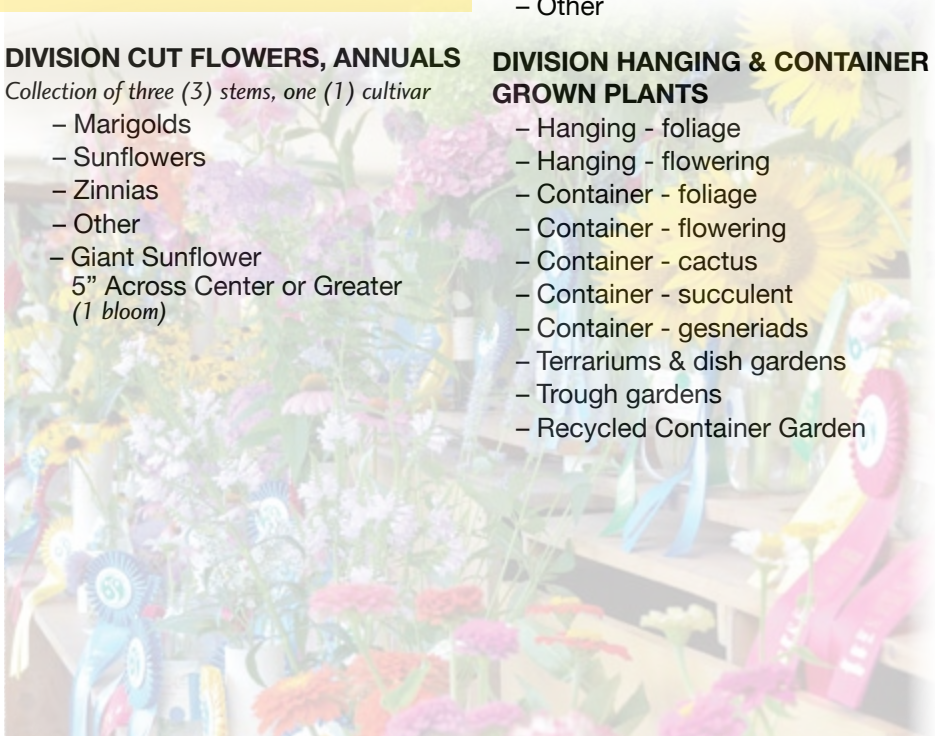 DIVISION CUT FLOWERS, ANNUALS
Collection of three (3) stems, one (1) cultivar
– Marigolds
– Sunflowers
– Zinnias
– Other
– Giant Sunflower
5” Across Center or Greater
(1 bloom)
– Other
DIVISION HANGING & CONTAINER
GROWN PLANTS
– Hanging - foliage
– Hanging - flowering
– Container - foliage
– Container - flowering
– Container - cactus
– Container - succulent
– Container - gesneriads
– Terrariums & dish gardens
– Trough gardens
– Recycled Container Garden